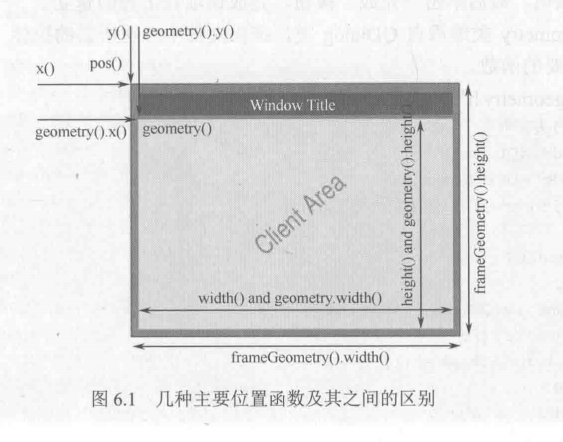 y()
geometry().y()
x()
pos()
Window Title
geometry().x()
geometry()
Client Area
height() and geometry().height()
frameGeometry().height()
width() and geometry.width()
frameGeometry().width()
图 6.1 几种主要位置函数及其之间的区别